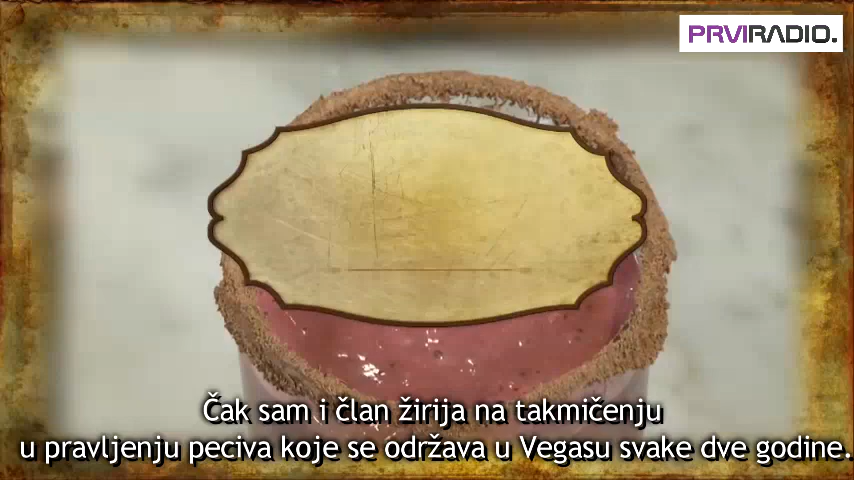 PRVIRADIO.
Čak sam i član žirija na takmičenju
u pravljenju peciva koje se održava u Vegasu svake dve godine.